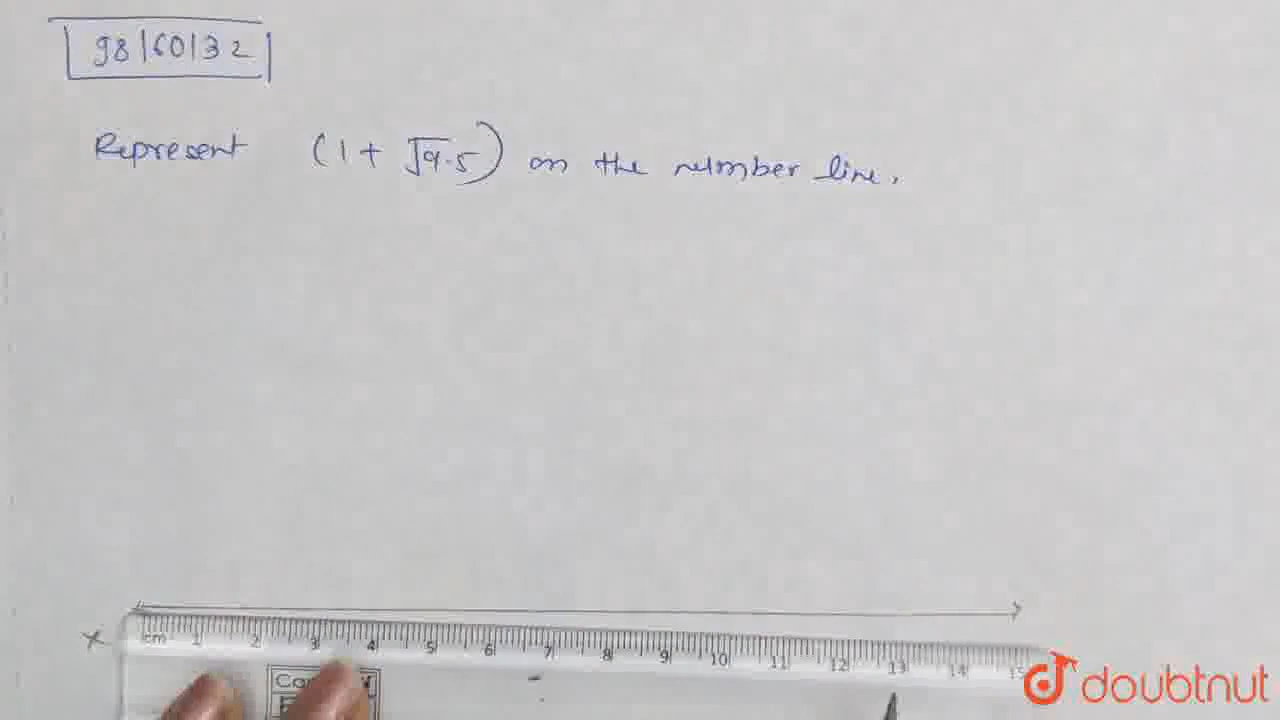 98160132
Represent (1 + √9.5) on the number line.
x
cm 1 2 3 4 5 6 7 8 9 10 11 12 13 14 15
doubtnut